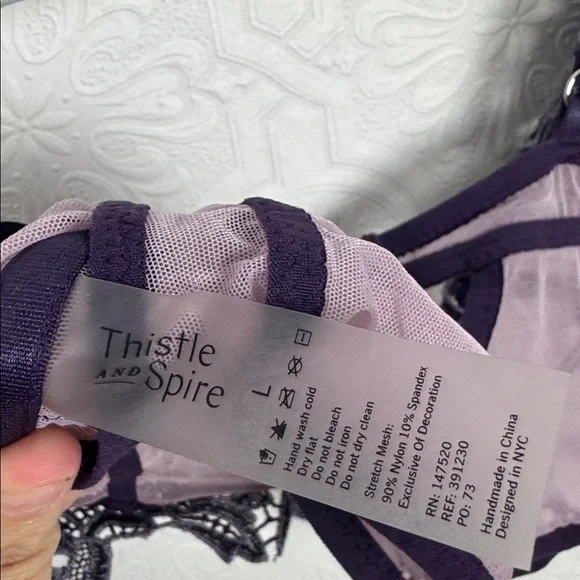 Thistle
AND Spire
L
Hand wash cold
Dry flat
Do not bleach
Do not iron
Do not dry clean
Stretch Mesh:
90% Nylon 10% Spandex
Exclusive Of Decoration
RN: 147520
REF: 391230
PO: 73
Handmade in China
Designed in NYC